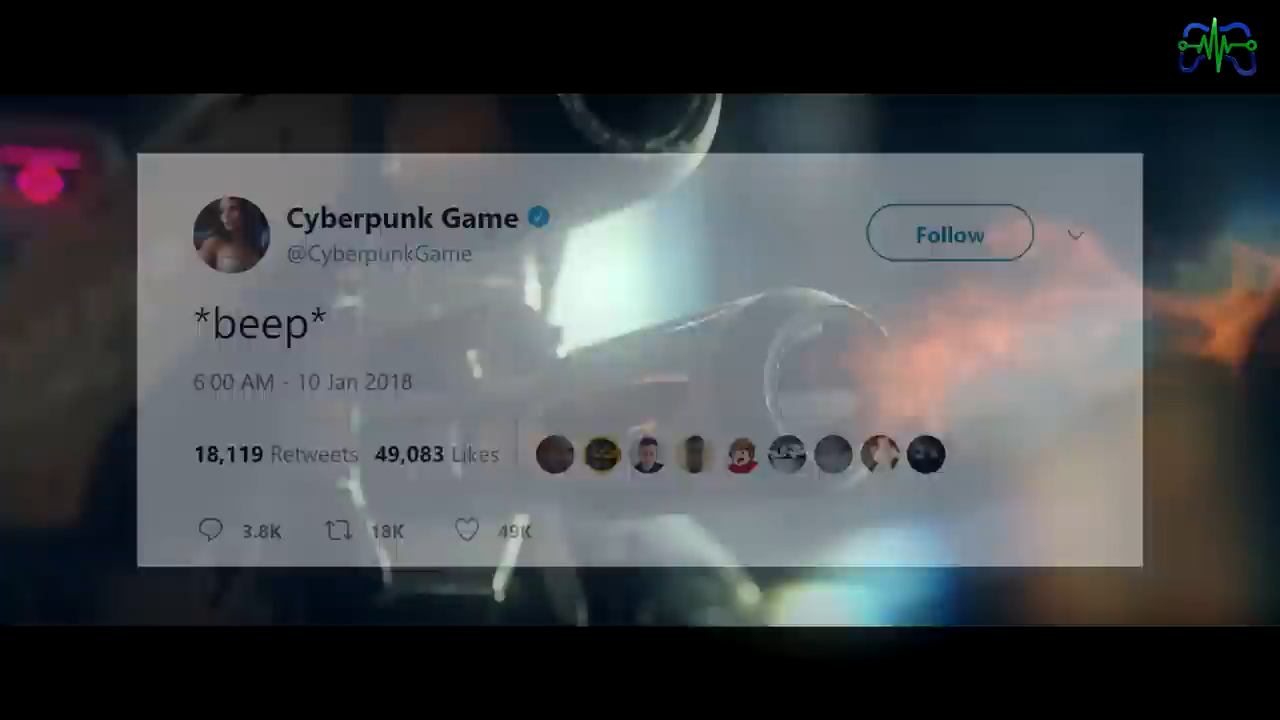 Cyberpunk Game
@CyberpunkGame
Follow
*beep*
6:00 AM - 10 Jan 2018
18,119 Retweets 49,083 Likes
3.8K 18K 49K